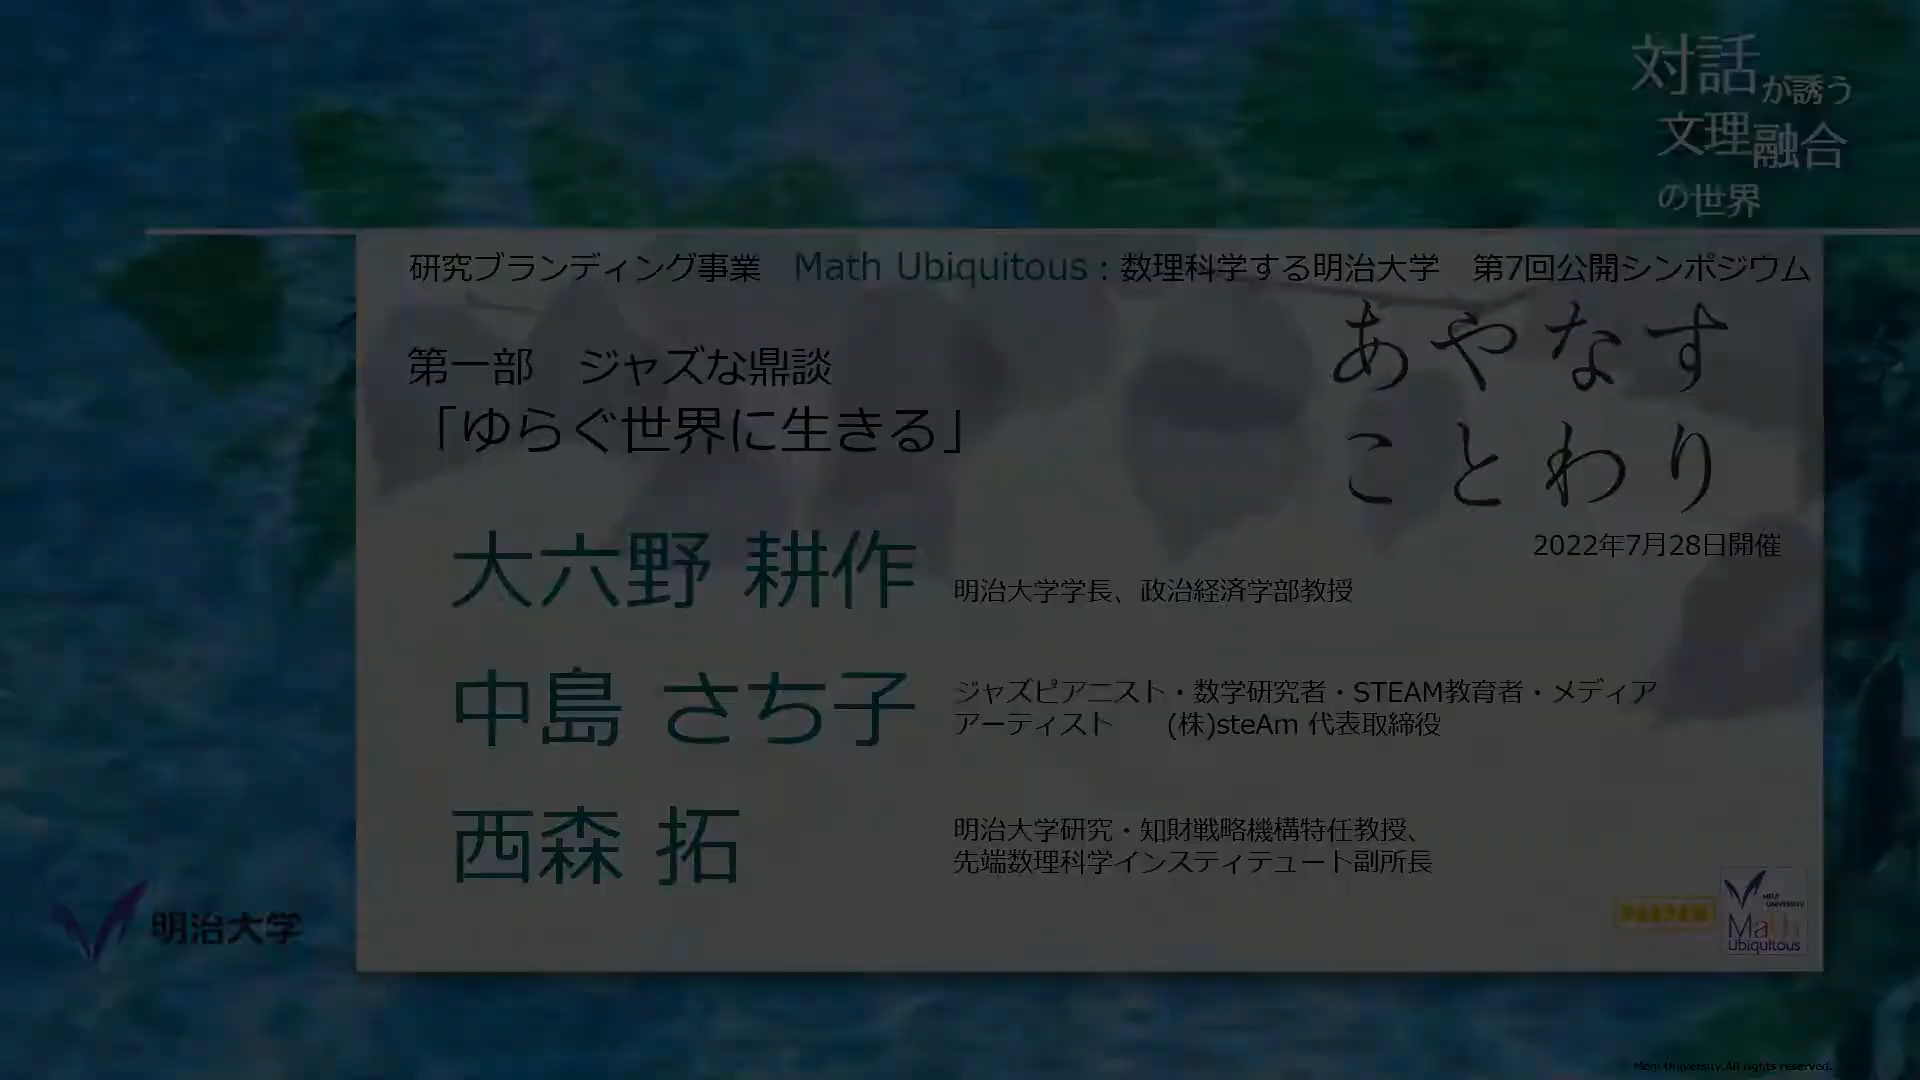 対話が誘う
文理融合
の世界
研究ブランディング事業　Math Ubiquitous：数理科学する明治大学　第7回公開シンポジウム
あやなす
ことわり
第一部　ジャズな鼎談
「ゆらぐ世界に生きる」
2022年7月28日開催
大六野 耕作
明治大学学長、政治経済学部教授
中島 さち子
ジャズピアニスト・数学研究者・STEAM教育者・メディア
アーティスト　　(株)steAm 代表取締役
西森 拓
明治大学研究・知財戦略機構特任教授、
先端数理科学インスティテュート副所長
明治大学
MEIJI
UNIVERSITY
Math
Ubiquitous
© Meiji University,All rights reserved.